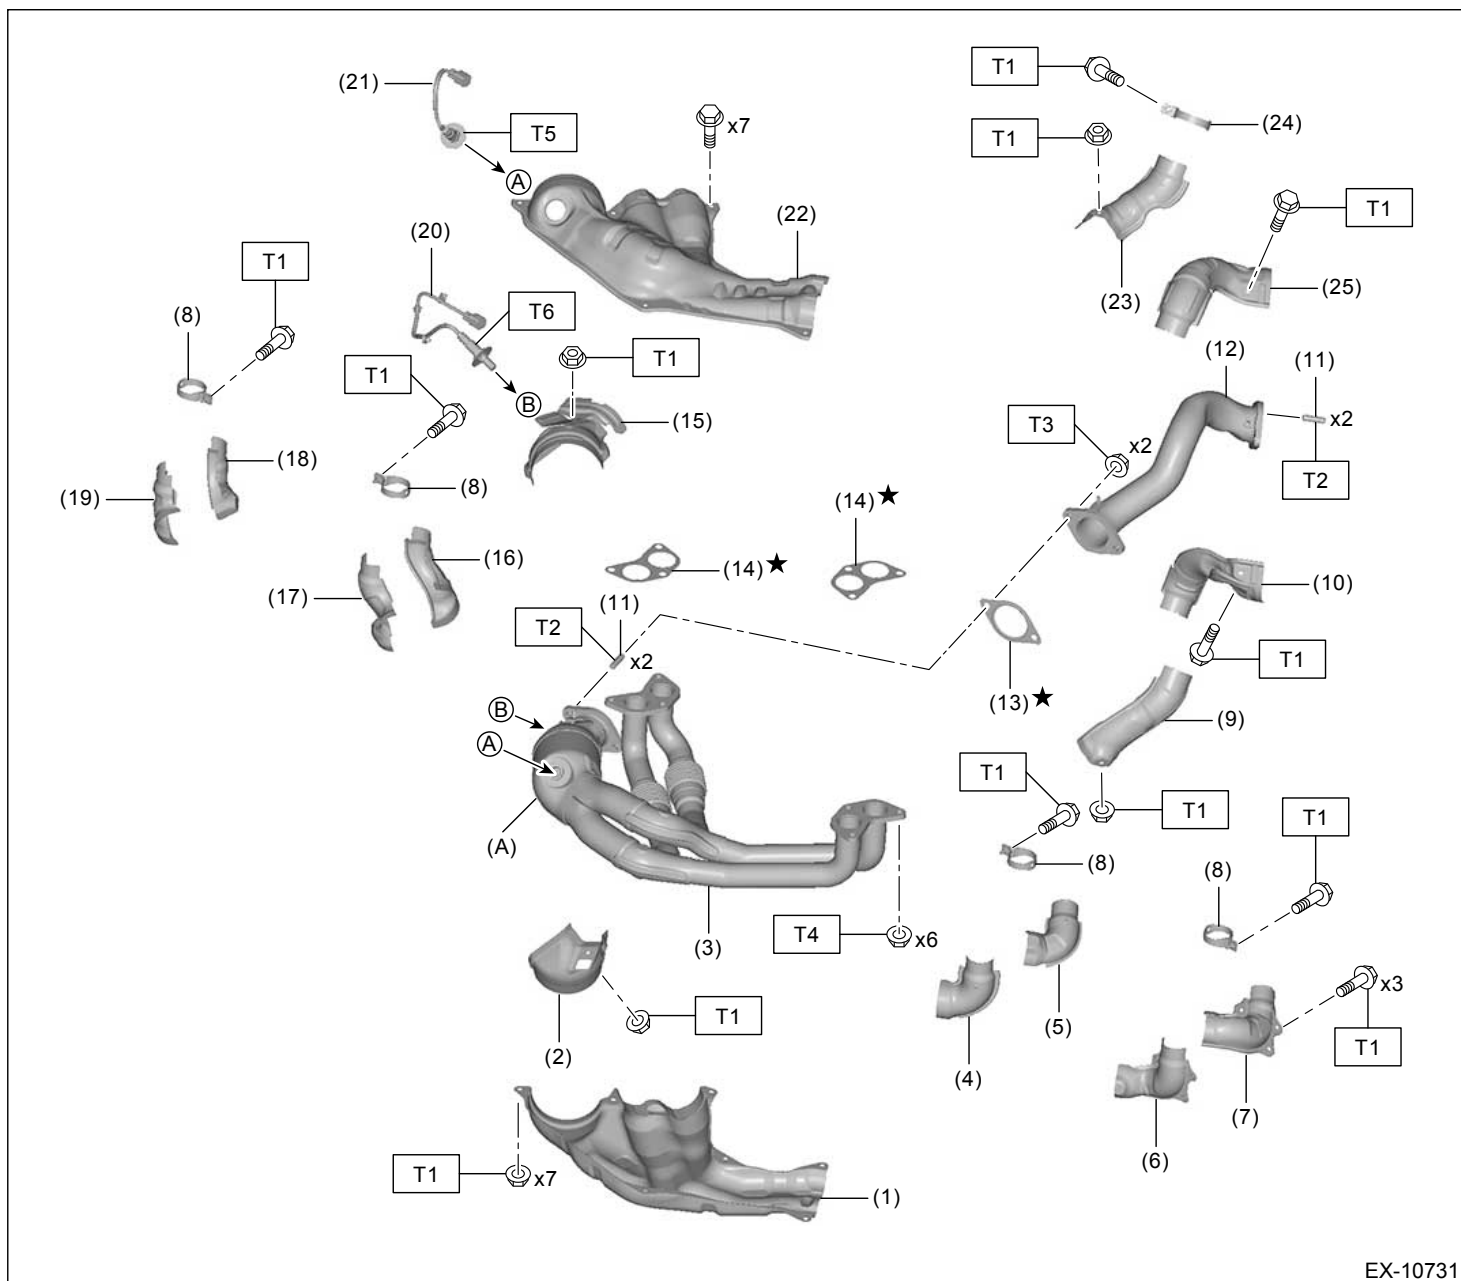 (21)
T5
A
x7
T1
(24)
T1
T1
(22)
(23)
(25)
(20)
T1
T6
(8)
T1
T1
B
(15)
(12)
(11)
x2
T3
x2
T2
(18)
(19)
(8)
(14)★
(14)★
(16)
(17)
(10)
T2
(11)
x2
T1
(13)★
(9)
B
A
T1
T1
T1
(A)
(8)
(8)
(3)
T4
x6
x3
T1
(2)
T1
(5)
(4)
(7)
(6)
T1
x7
(1)
EX-10731